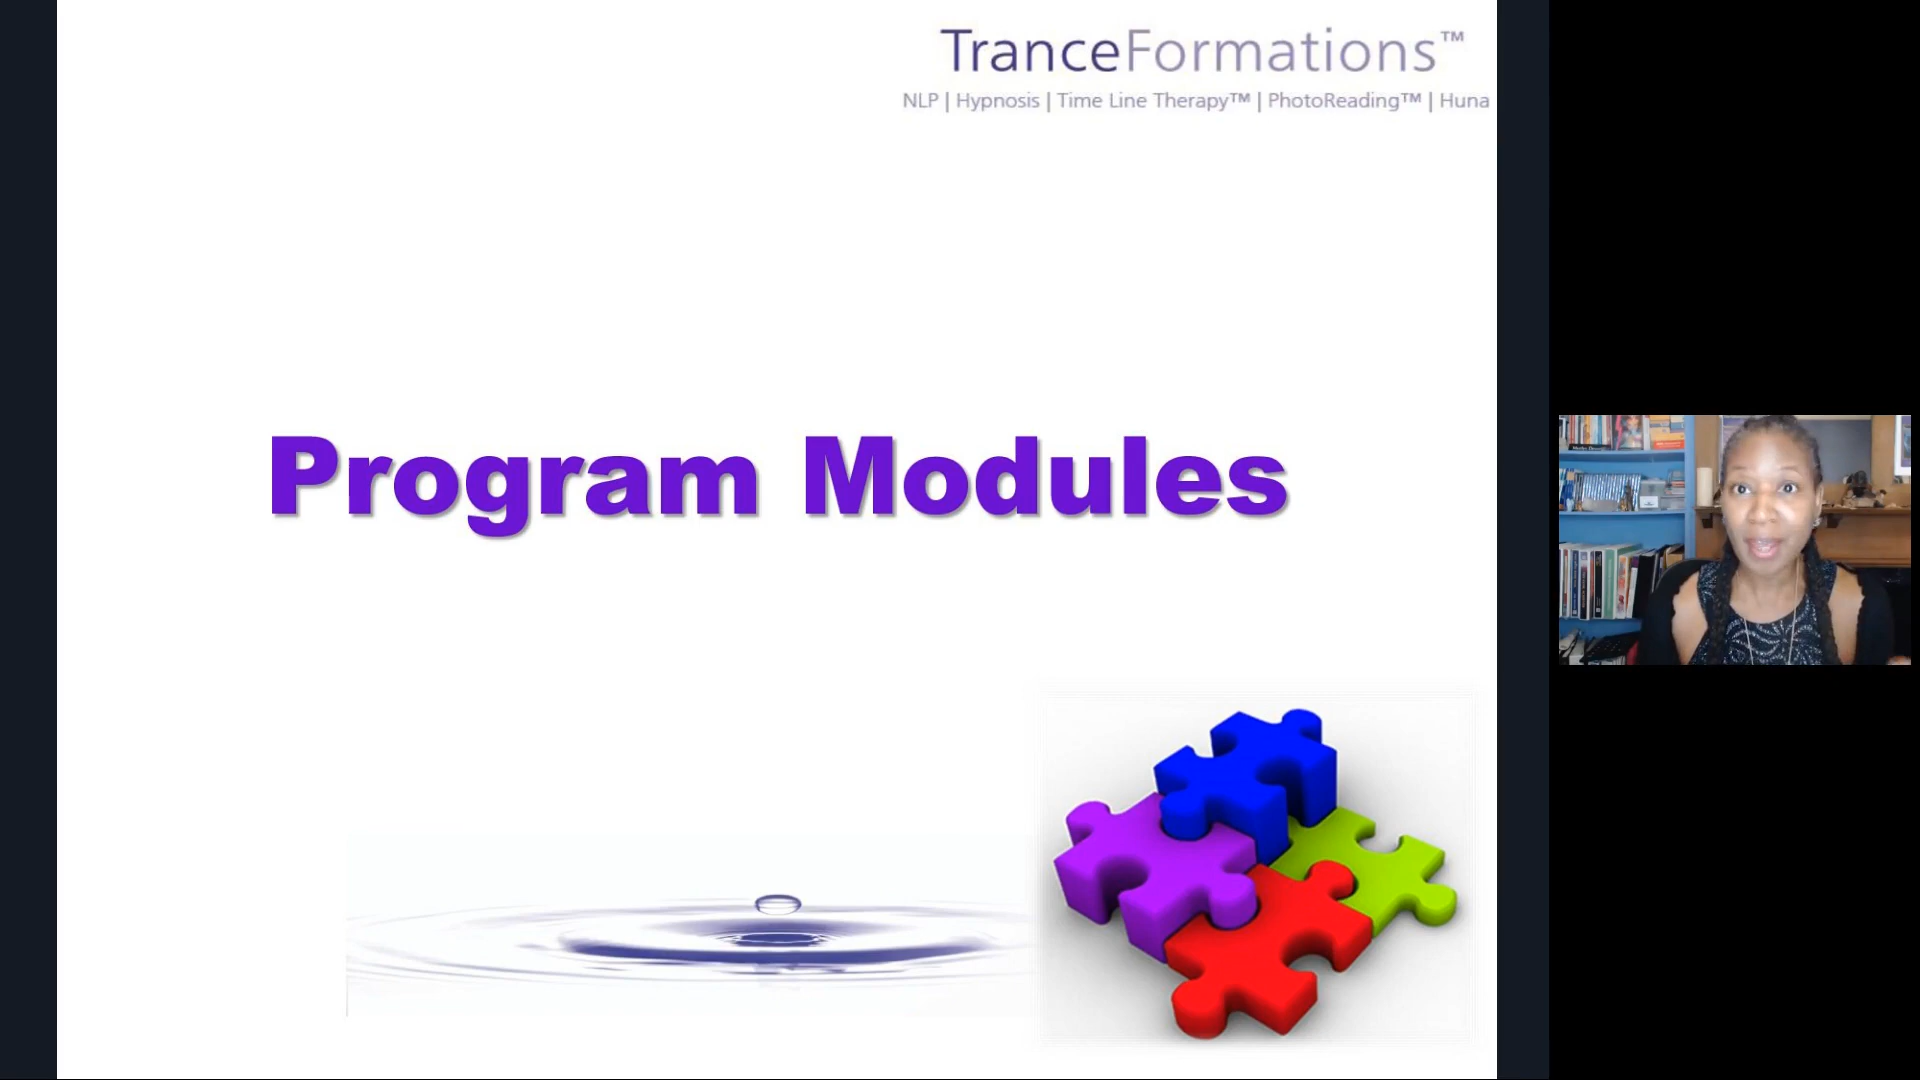 TranceFormations™
NLP | Hypnosis | Time Line Therapy™ | PhotoReading™ | Huna
Program Modules